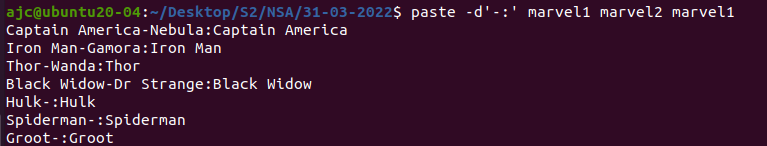 ajc@ubuntu20-04:~/Desktop/S2/NSA/31-03-2022$ paste -d'-:' marvel1 marvel2 marvel1
Captain America-Nebula:Captain America
Iron Man-Gamora:Iron Man
Thor-Wanda:Thor
Black Widow-Dr Strange:Black Widow
Hulk-:Hulk
Spiderman-:Spiderman
Groot-:Groot